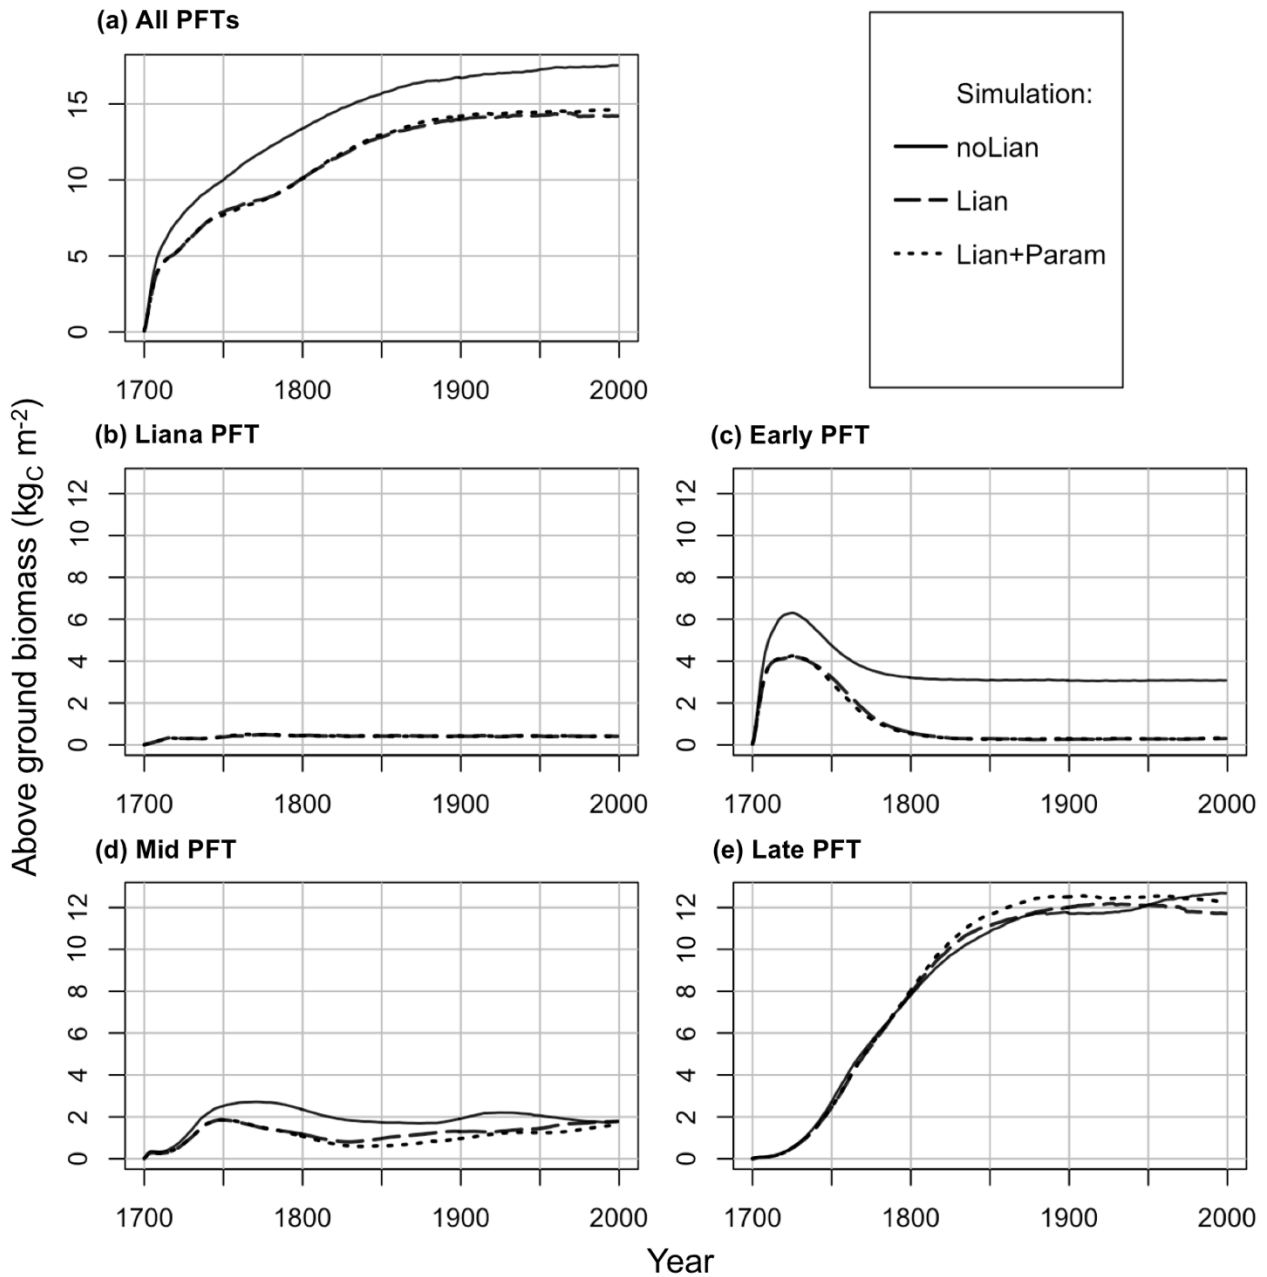 (a) All PFTs
15
10
5
0
1700 1800 1900 2000
Simulation:
noLian
Lian
Lian+Param
Above ground biomass (kgC m-2)
(b) Liana PFT
12
10
8
6
4
2
0
1700 1800 1900 2000
(c) Early PFT
12
10
8
6
4
2
0
1700 1800 1900 2000
(d) Mid PFT
12
10
8
6
4
2
0
1700 1800 1900 2000
(e) Late PFT
12
10
8
6
4
2
0
1700 1800 1900 2000
Year